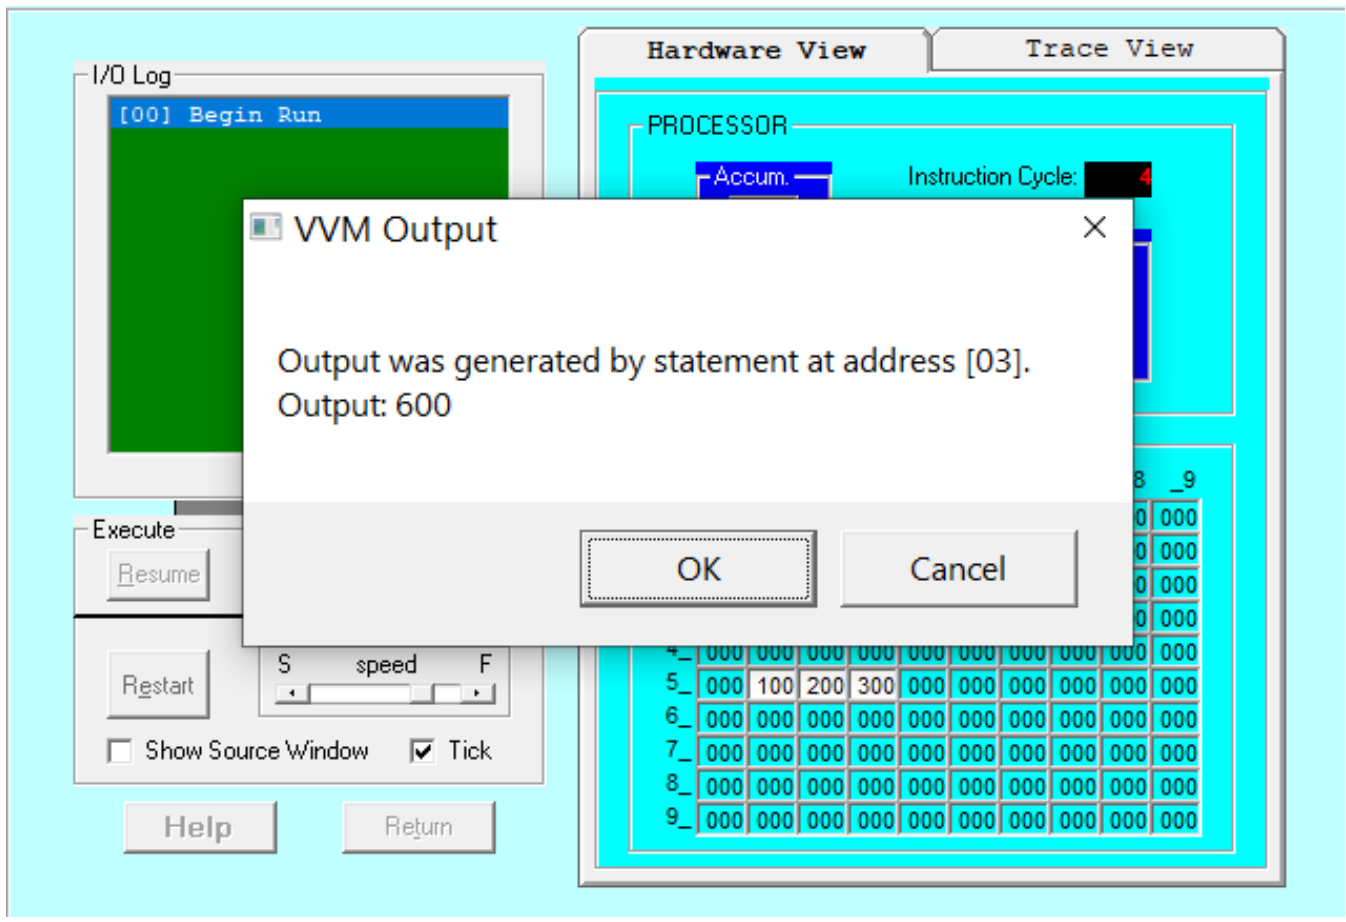 Hardware View
Trace View
I/O Log
[00] Begin Run
PROCESSOR
Accum.
Instruction Cycle: 4
VVM Output
Output was generated by statement at address [03].
Output: 600
OK
Cancel
Execute
Resume
Restart
S speed F
Show Source Window
Tick
Help
Return
8 _9
0 000
0 000
0 000
0 000
4_ 000 000 000 000 000 000 000 000 000 000
5_ 000 100 200 300 000 000 000 000 000 000
6_ 000 000 000 000 000 000 000 000 000 000
7_ 000 000 000 000 000 000 000 000 000 000
8_ 000 000 000 000 000 000 000 000 000 000
9_ 000 000 000 000 000 000 000 000 000 000